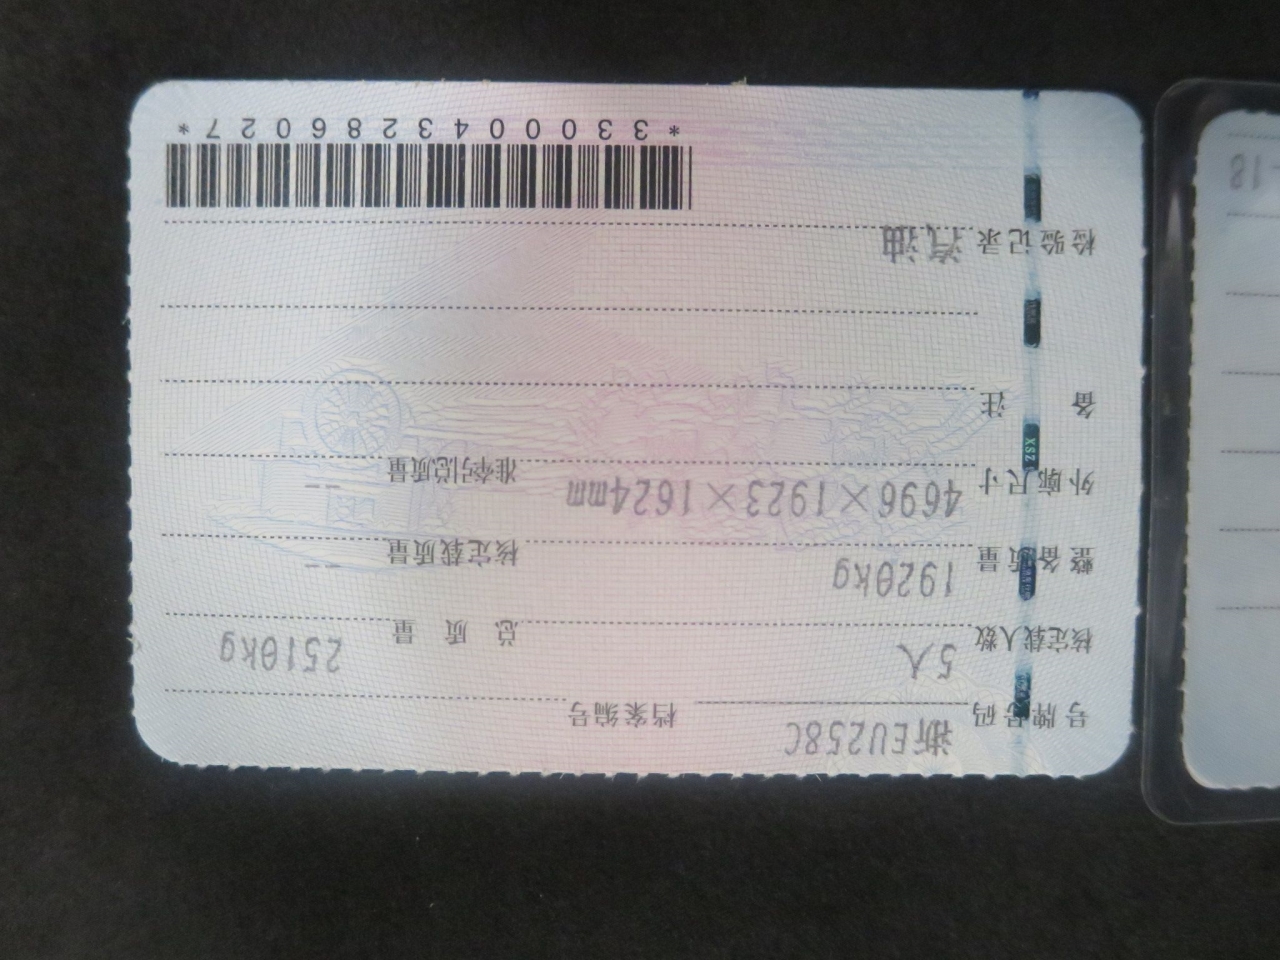 号牌号码 浙EU258C 档案编号
核定载人数 5人 总质量 2510kg
整备质量 1920kg 核定载质量 --
外廓尺寸 4696×1923×1624mm 准牵引总质量 --
备注
检验记录 汽油
*3300043286027*
XSZ
-18